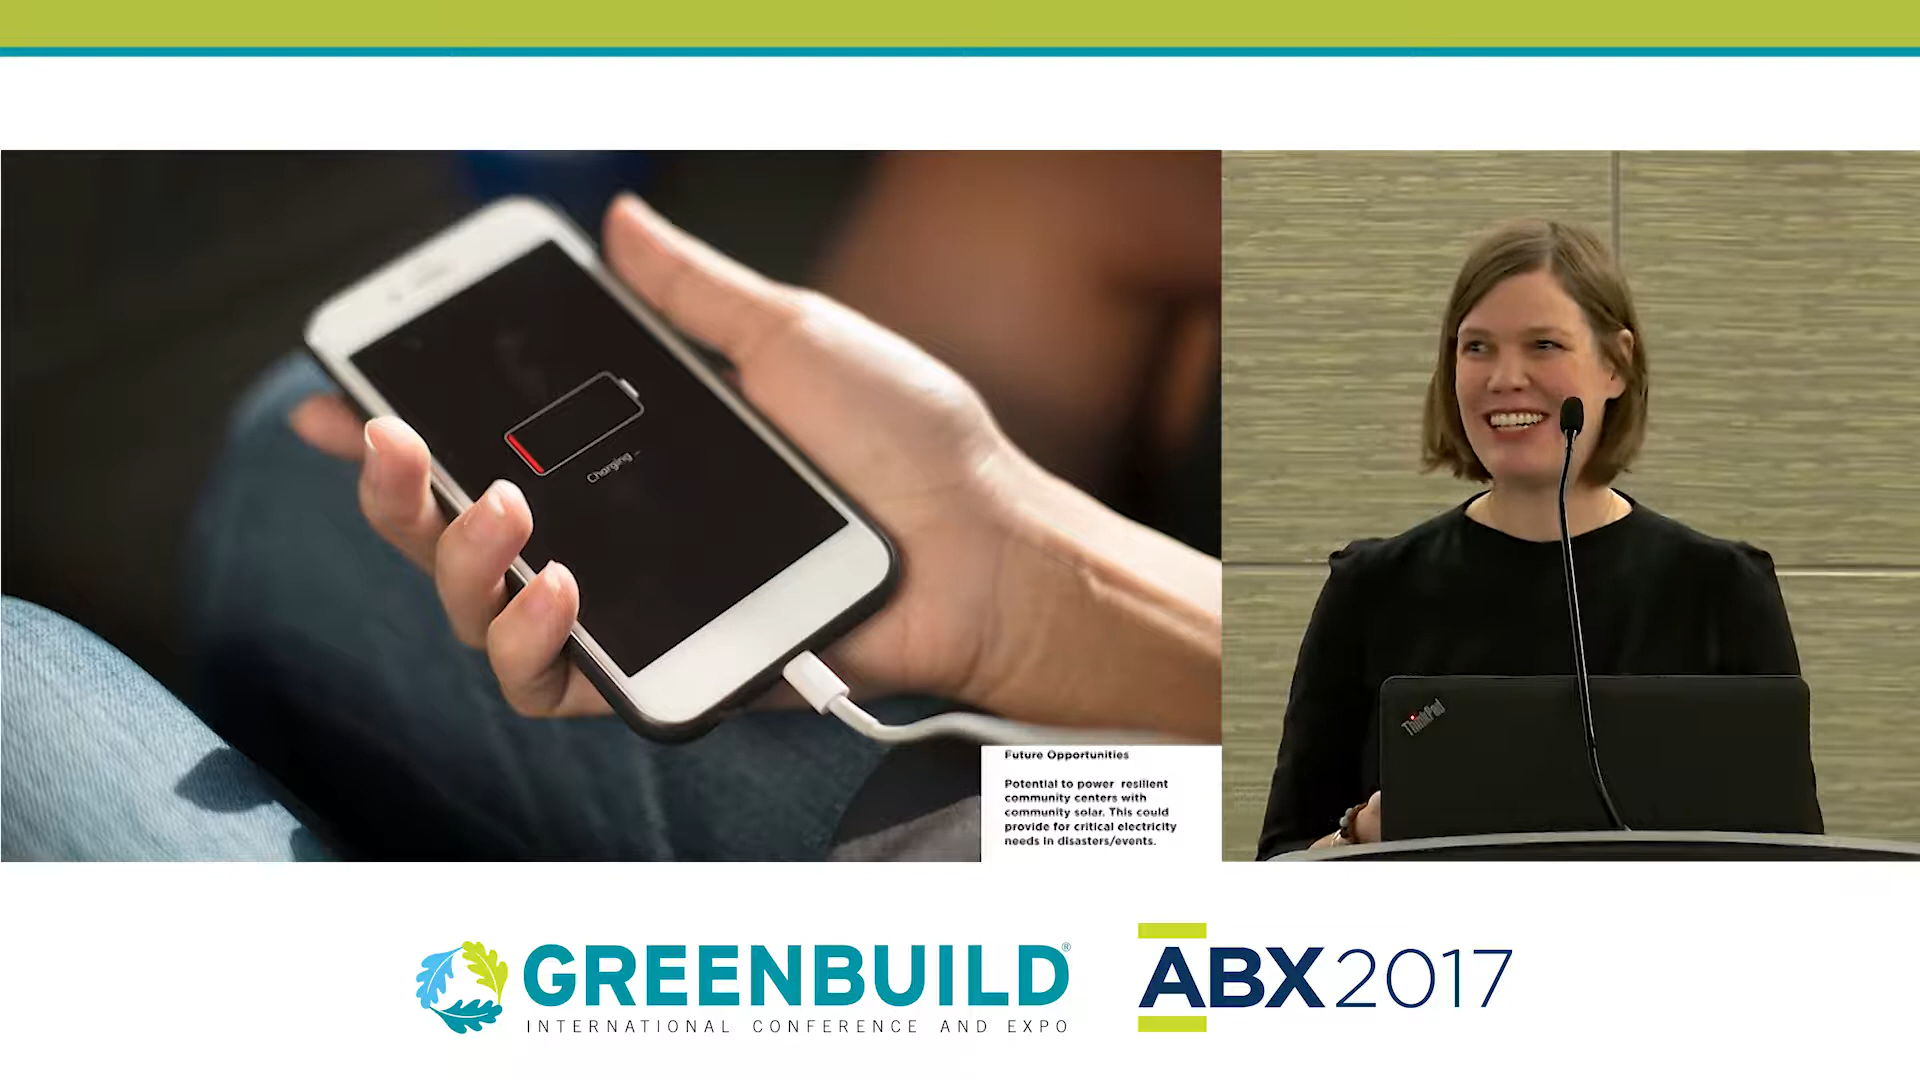 Charging...
Future Opportunities
Potential to power resilient
community centers with
community solar. This could
provide for critical electricity
needs in disasters/events.
ThinkPad
GREENBUILD®
INTERNATIONAL CONFERENCE AND EXPO
ABX2017